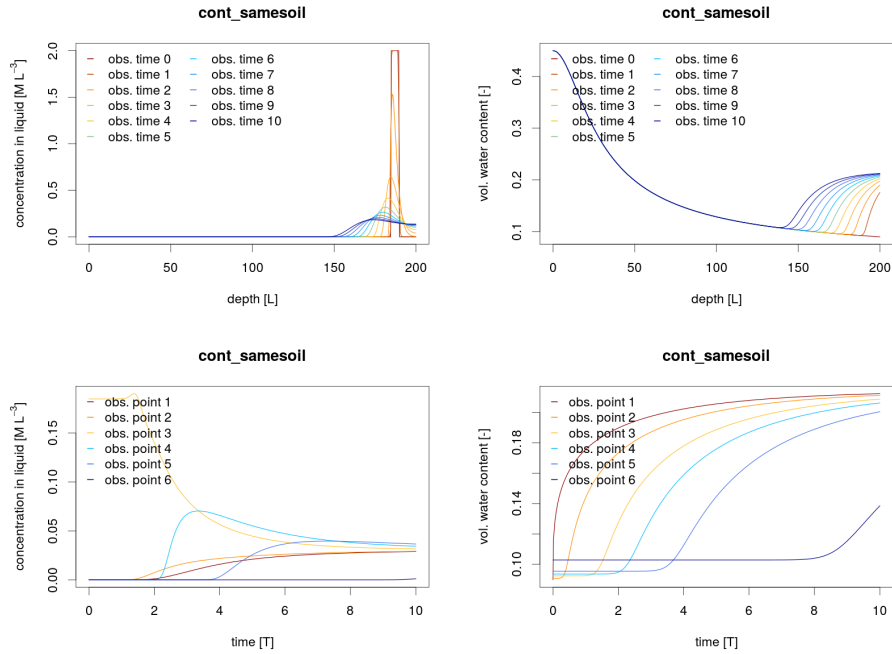 cont_samesoil
concentration in liquid [M L⁻³]
2.0
1.5
1.0
0.5
0.0
obs. time 0
obs. time 1
obs. time 2
obs. time 3
obs. time 4
obs. time 5
obs. time 6
obs. time 7
obs. time 8
obs. time 9
obs. time 10
0 50 100 150 200
depth [L]
cont_samesoil
vol. water content [-]
0.4
0.3
0.2
0.1
obs. time 0
obs. time 1
obs. time 2
obs. time 3
obs. time 4
obs. time 5
obs. time 6
obs. time 7
obs. time 8
obs. time 9
obs. time 10
0 50 100 150 200
depth [L]
cont_samesoil
concentration in liquid [M L⁻³]
0.15
0.10
0.05
0.00
obs. point 1
obs. point 2
obs. point 3
obs. point 4
obs. point 5
obs. point 6
0 2 4 6 8 10
time [T]
cont_samesoil
vol. water content [-]
0.18
0.14
0.10
obs. point 1
obs. point 2
obs. point 3
obs. point 4
obs. point 5
obs. point 6
0 2 4 6 8 10
time [T]